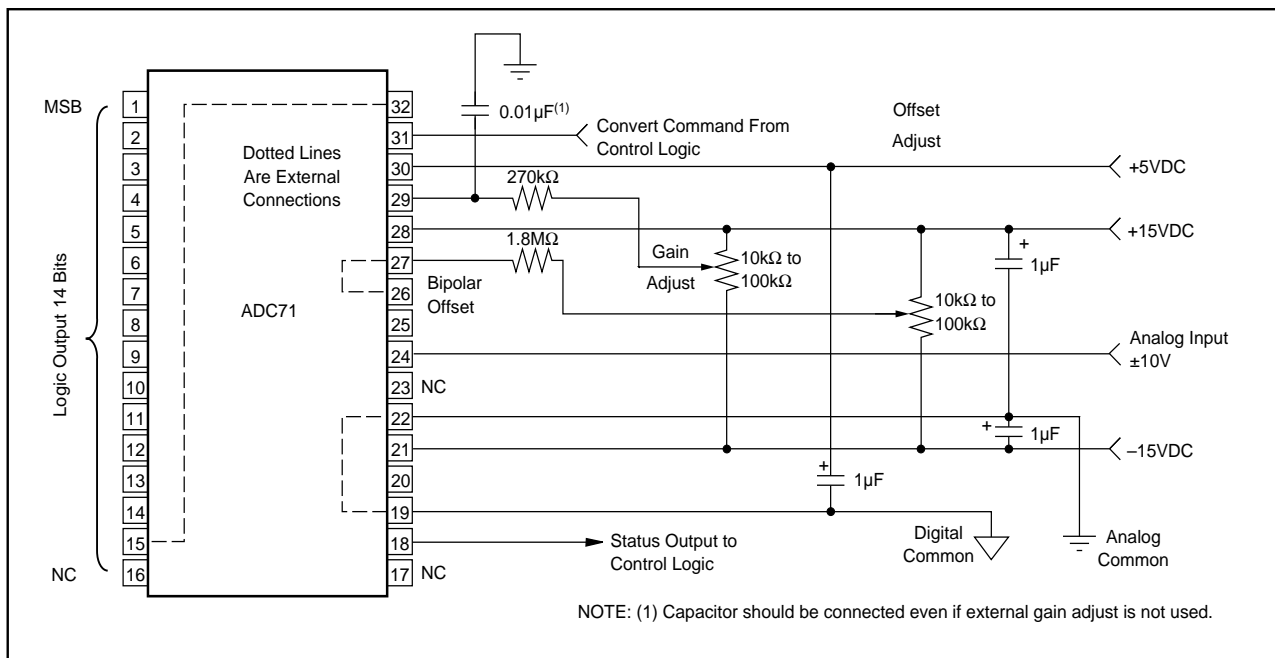 MSB
Logic Output 14 Bits
NC
1
2
3
4
5
6
7
8
9
10
11
12
13
14
15
16
Dotted Lines
Are External
Connections
ADC71
32
31
30
29
28
27
26
25
24
23
22
21
20
19
18
17
NC
NC
0.01µF(1)
Convert Command From
Control Logic
Offset
Adjust
+5VDC
270kΩ
+15VDC
1.8MΩ
Gain
Adjust
10kΩ to
100kΩ
+
1µF
Bipolar
Offset
10kΩ to
100kΩ
Analog Input
±10V
+
1µF
–15VDC
+
1µF
Status Output to
Control Logic
Digital
Common
Analog
Common
NOTE: (1) Capacitor should be connected even if external gain adjust is not used.